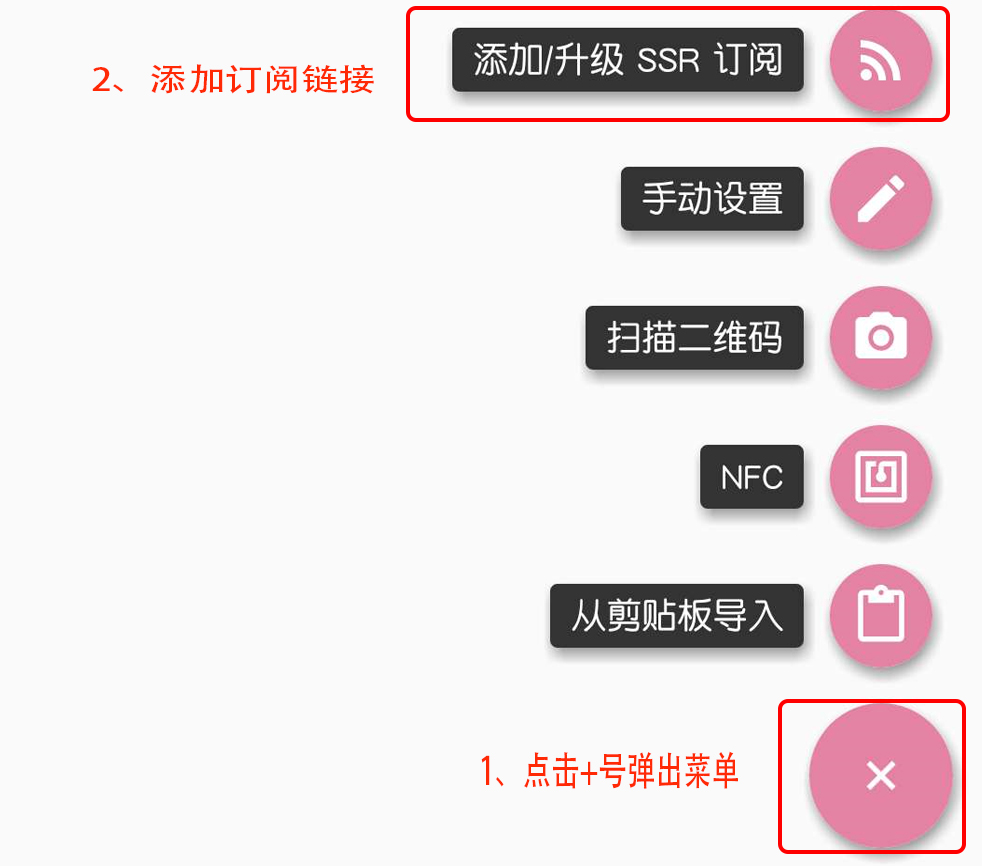 添加/升级 SSR 订阅
2、添加订阅链接
手动设置
扫描二维码
NFC
从剪贴板导入
1、点击+号弹出菜单